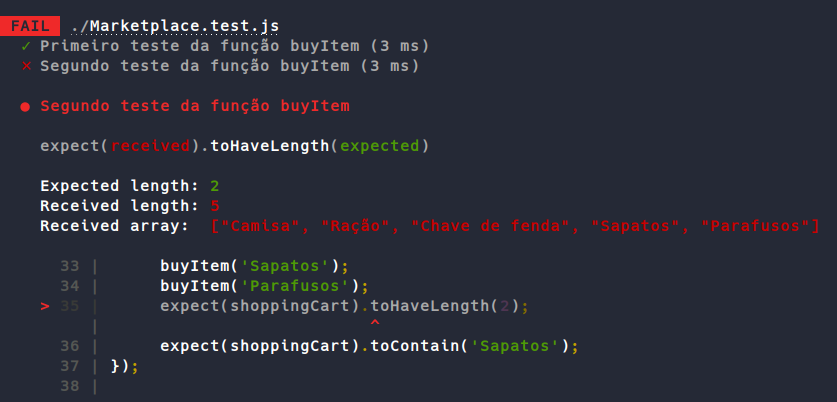 FAIL ./Marketplace.test.js
✓ Primeiro teste da função buyItem (3 ms)
✕ Segundo teste da função buyItem (3 ms)
● Segundo teste da função buyItem
expect(received).toHaveLength(expected)
Expected length: 2
Received length: 5
Received array:  ["Camisa", "Ração", "Chave de fenda", "Sapatos", "Parafusos"]
33 |      buyItem('Sapatos');
34 |      buyItem('Parafusos');
> 35 |      expect(shoppingCart).toHaveLength(2);
|                           ^
36 |      expect(shoppingCart).toContain('Sapatos');
37 | });
38 |